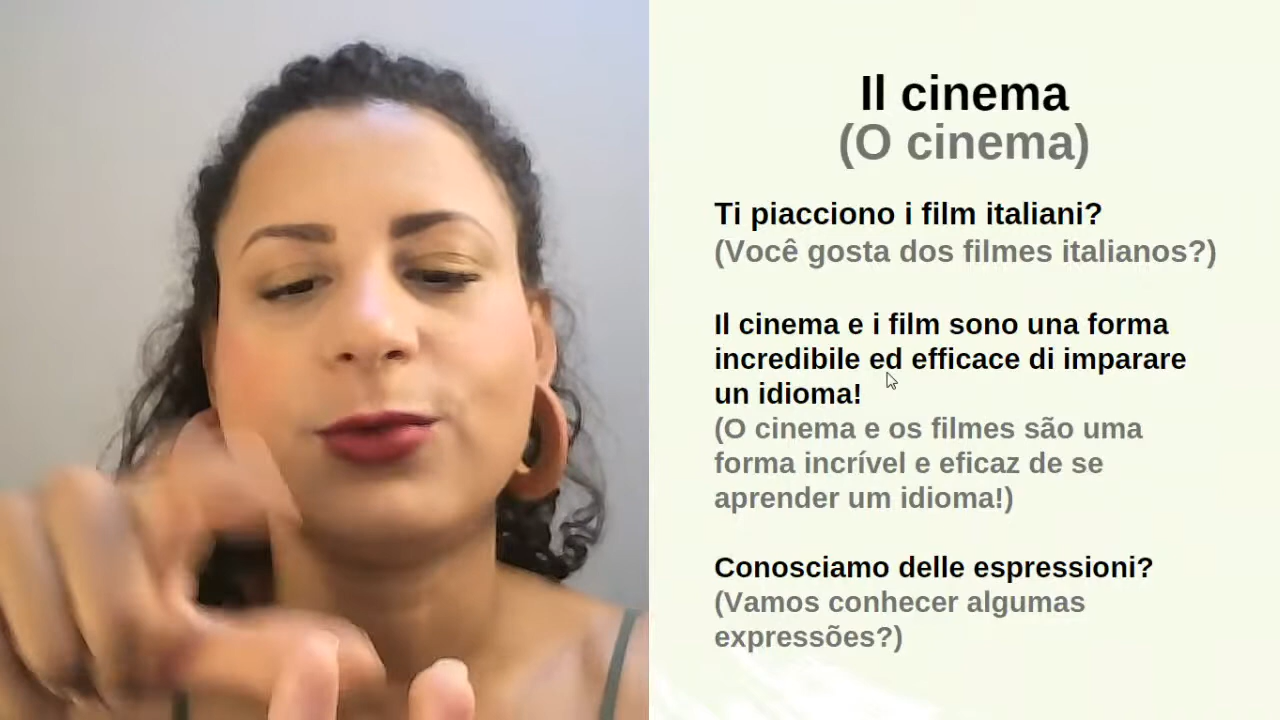 Il cinema
(O cinema)
Ti piacciono i film italiani?
(Você gosta dos filmes italianos?)
Il cinema e i film sono una forma
incredibile ed efficace di imparare
un idioma!
(O cinema e os filmes são uma
forma incrível e eficaz de se
aprender um idioma!)
Conosciamo delle espressioni?
(Vamos conhecer algumas
expressões?)